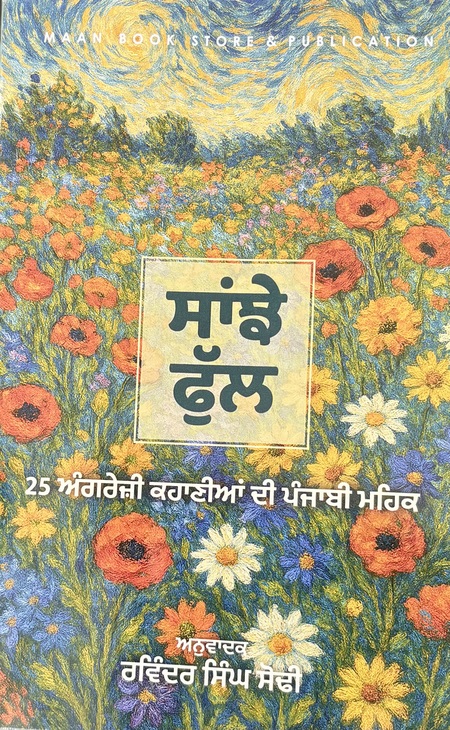 MAAN BOOK STORE & PUBLICATION
ਸਾਂਝੇ
ਫੁੱਲ
25 ਅੰਗਰੇਜ਼ੀ ਕਹਾਣੀਆਂ ਦੀ ਪੰਜਾਬੀ ਮਹਿਕ
ਅਨੁਵਾਦਕ
ਰਵਿੰਦਰ ਸਿੰਘ ਸੋਢੀ